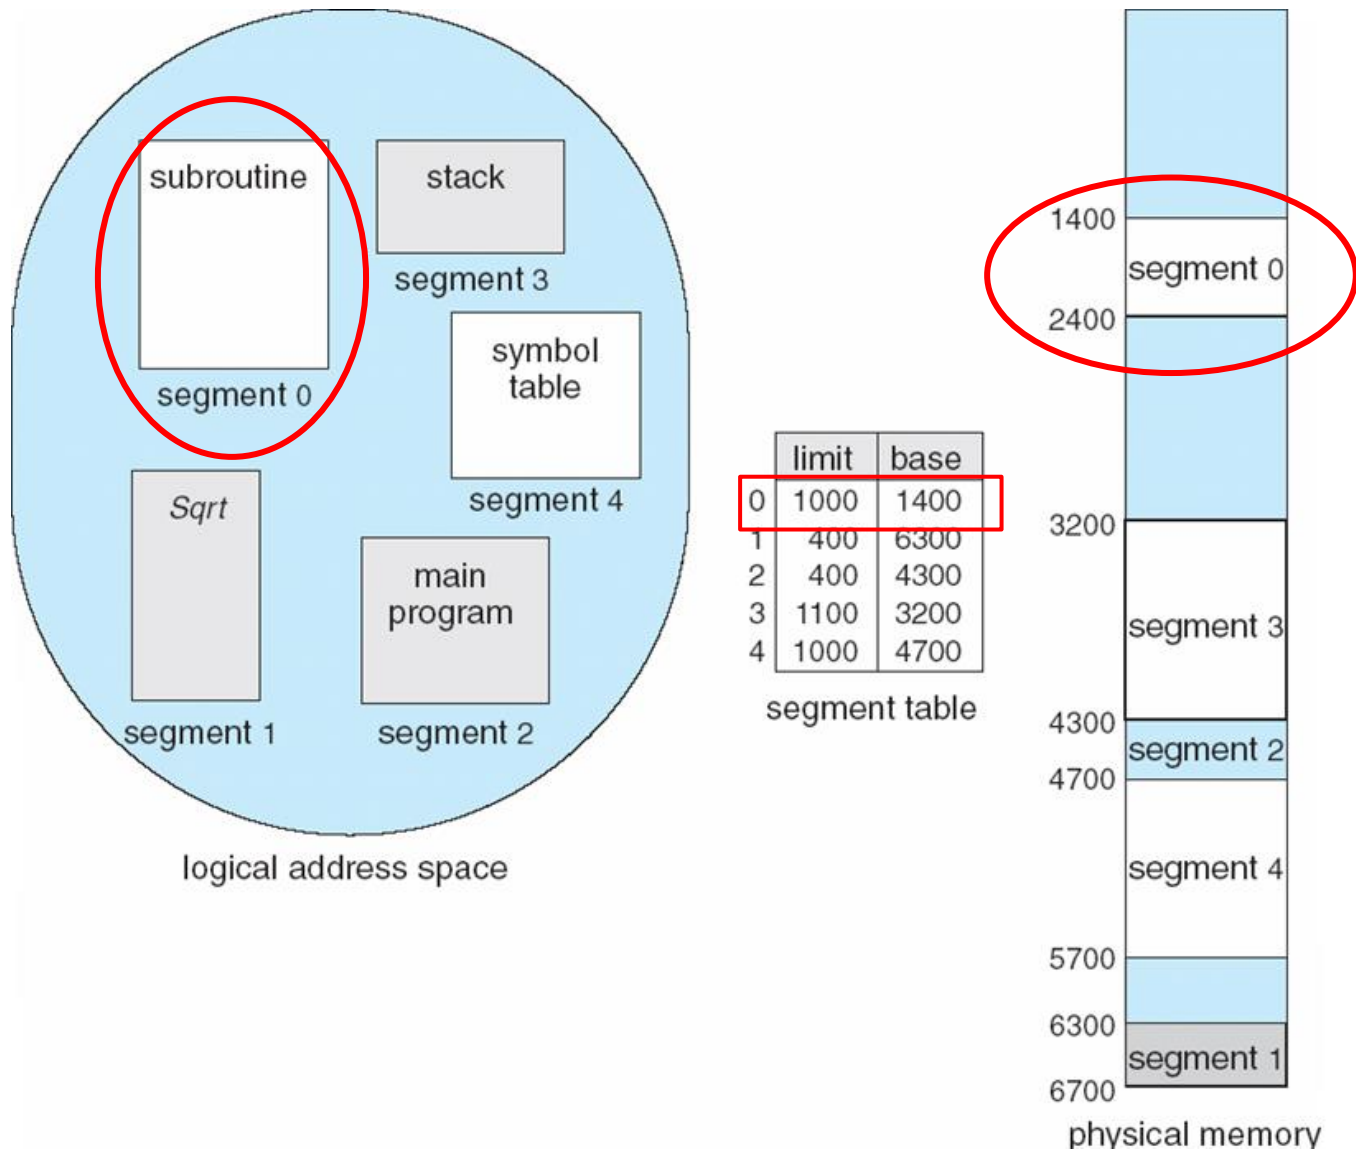 subroutine
segment 0
stack
segment 3
symbol
table
segment 4
Sqrt
segment 1
main
program
segment 2
logical address space
limit base
0 1000 1400
1 400 6300
2 400 4300
3 1100 3200
4 1000 4700
segment table
1400
segment 0
2400
3200
segment 3
4300
segment 2
4700
segment 4
5700
6300
segment 1
6700
physical memory